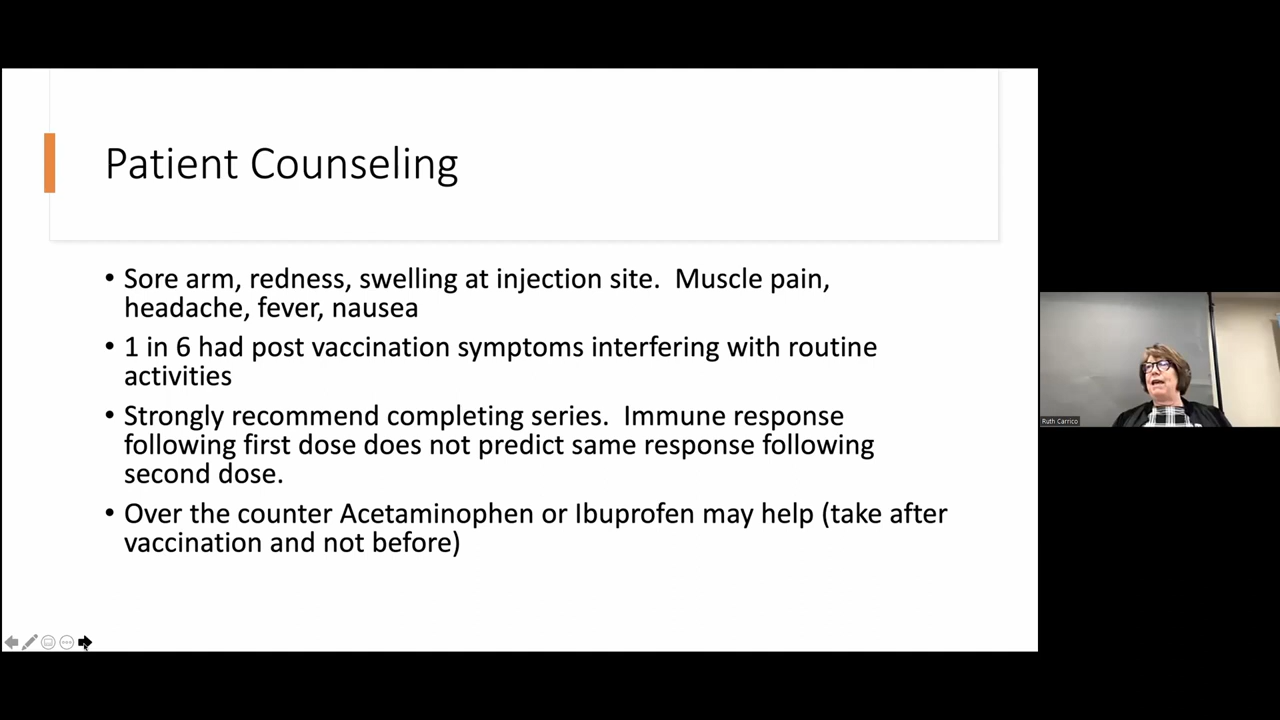 Patient Counseling
• Sore arm, redness, swelling at injection site.  Muscle pain,
headache, fever, nausea
• 1 in 6 had post vaccination symptoms interfering with routine
activities
• Strongly recommend completing series.  Immune response
following first dose does not predict same response following
second dose.
• Over the counter Acetaminophen or Ibuprofen may help (take after
vaccination and not before)
Ruth Carrico